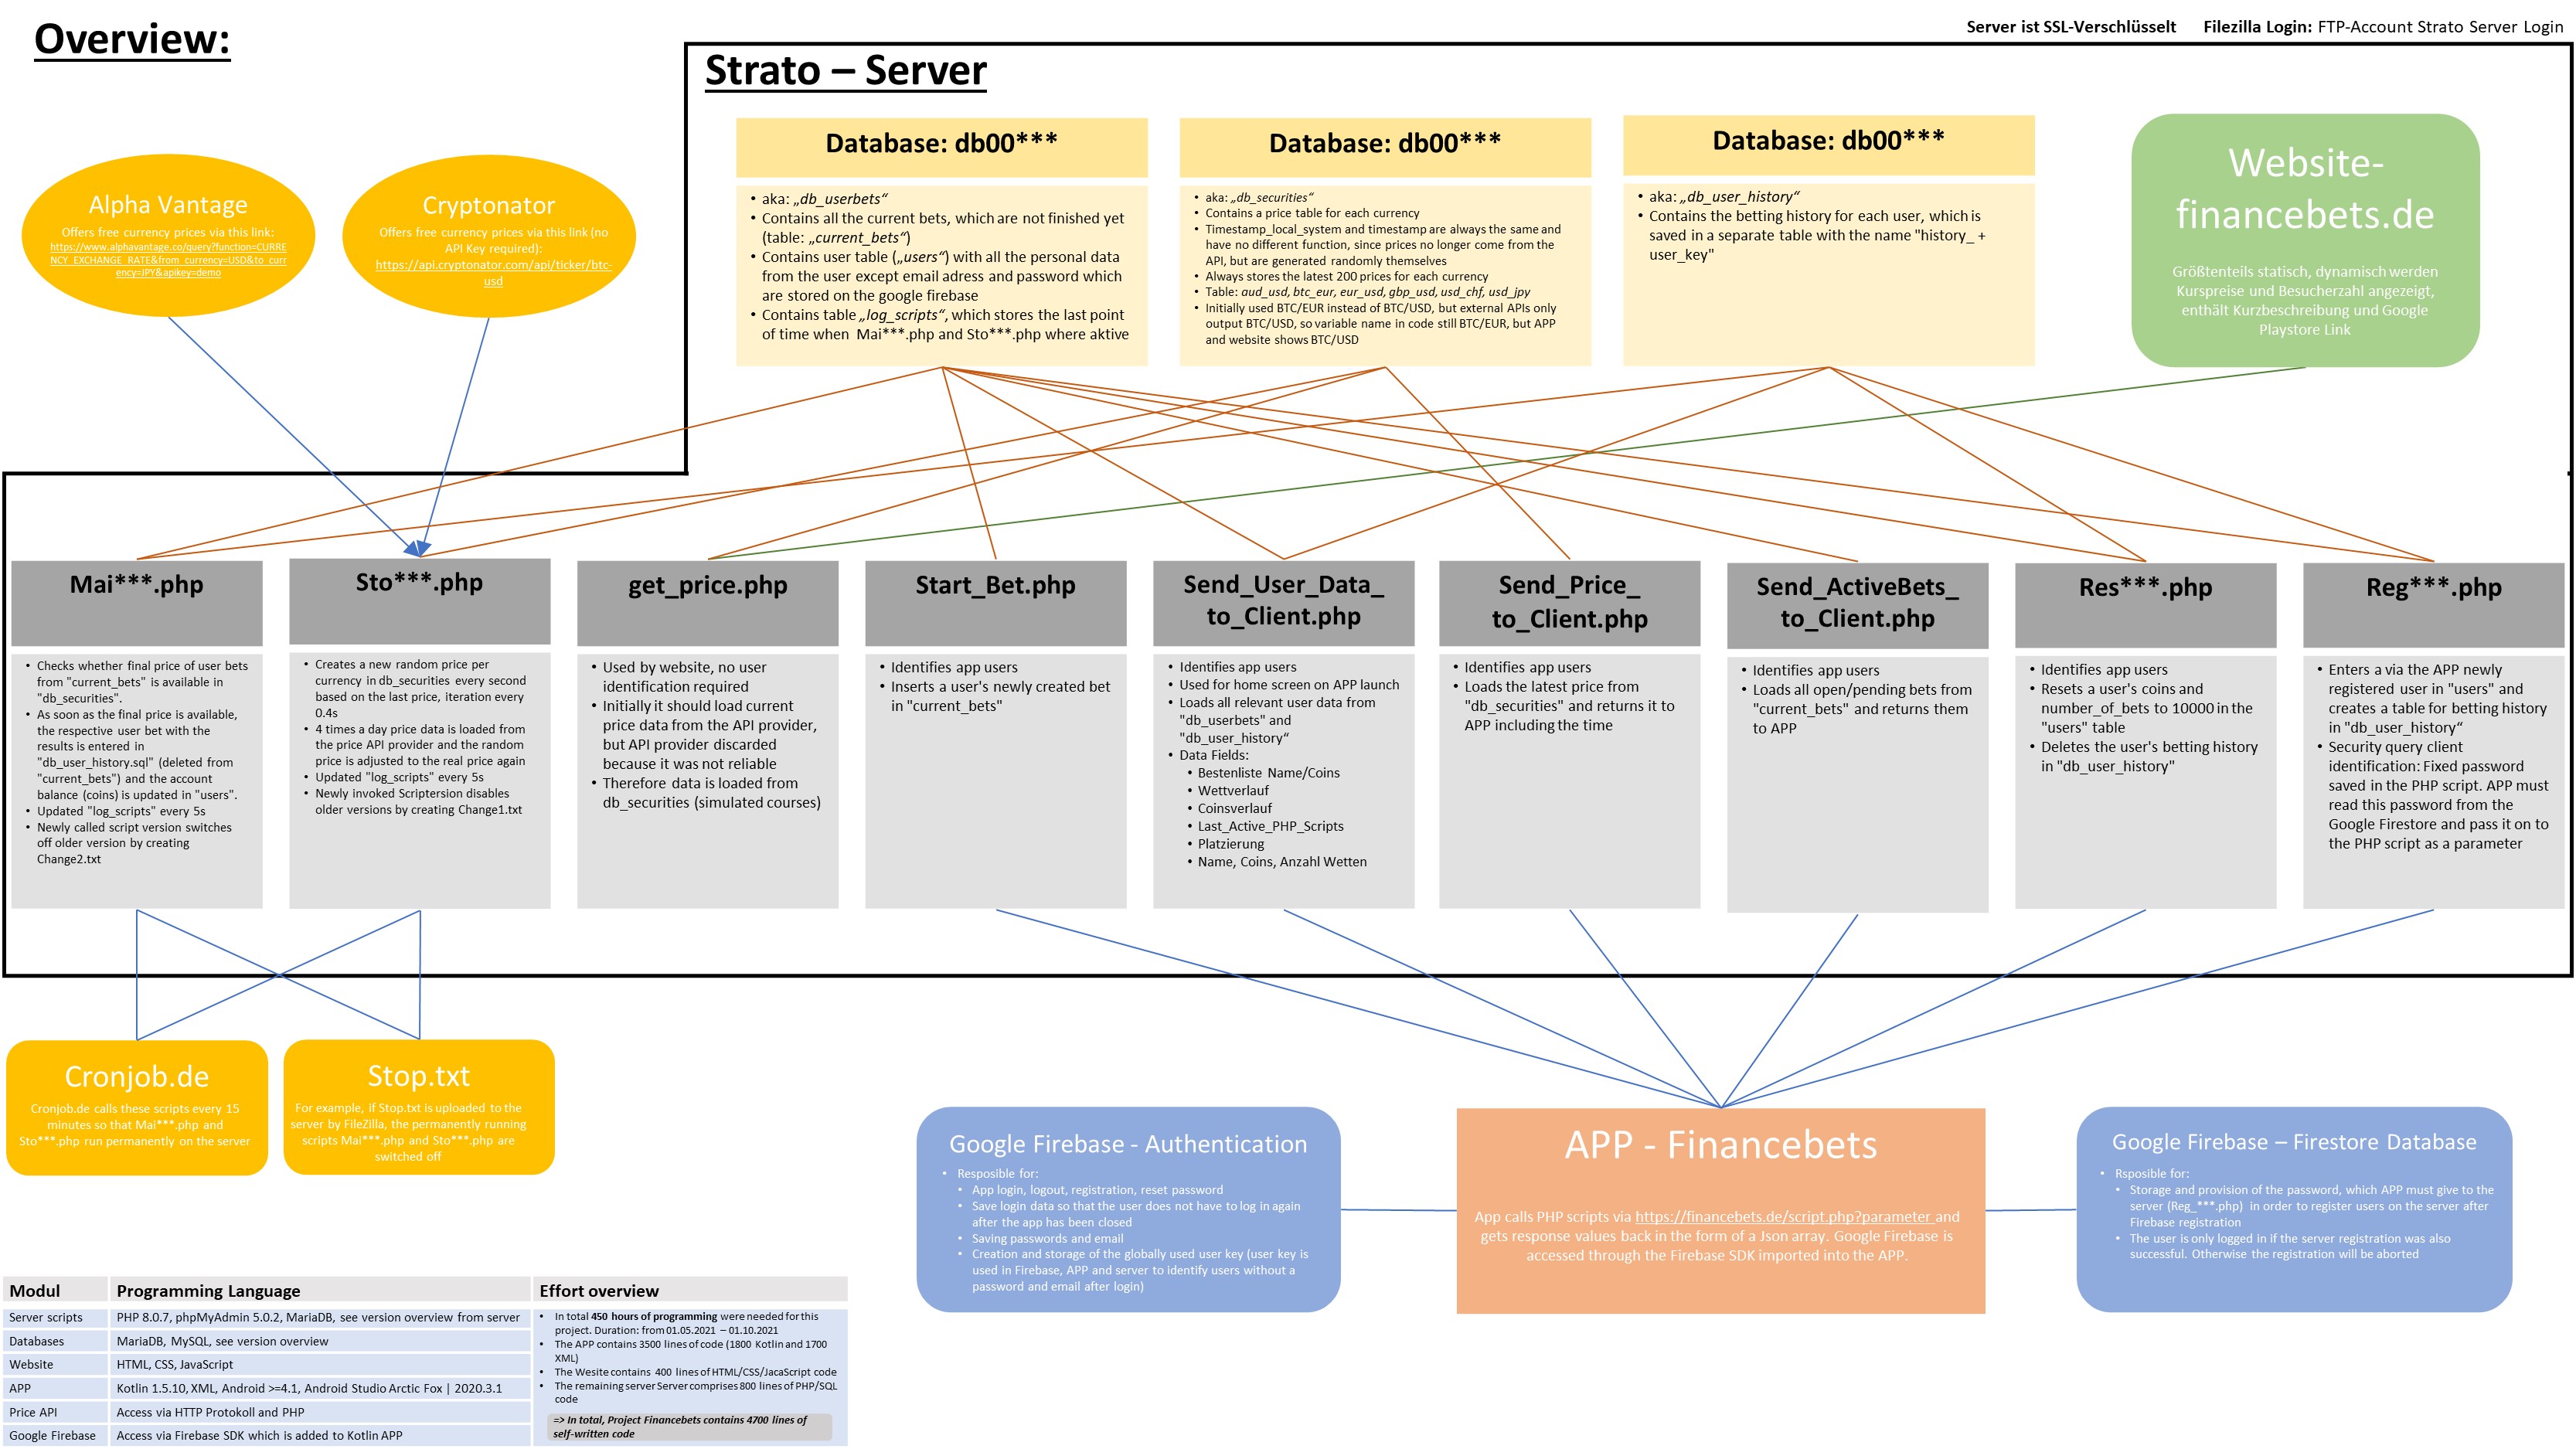 Overview:
Server ist SSL-Verschlüsselt Filezilla Login: FTP-Account Strato Server Login
Strato – Server
Alpha Vantage
Offers free currency prices via this link:
https://www.alphavantage.co/query?function=CURRE
NCY_EXCHANGE_RATE&from_currency=USD&to_curr
ency=JPY&apikey=demo
Cryptonator
Offers free currency prices via this link (no
API Key required):
https://api.cryptonator.com/api/ticker/btc-
usd
Database: db00***
• aka: „db_userbets“
• Contains all the current bets, which are not finished yet
(table: „current_bets“)
• Contains user table („users“) with all the personal data
from the user except email adress and password which
are stored on the google firebase
• Contains table „log_scripts“, which stores the last point
of time when Mai***.php and Sto***.php where aktive
Database: db00***
• aka: „db_securities“
• Contains a price table for each currency
• Timestamp_local_system and timestamp are always the same and
have no different function, since prices no longer come from the
API, but are generated randomly themselves
• Always stores the latest 200 prices for each currency
• Table: aud_usd, btc_eur, eur_usd, gbp_usd, usd_chf, usd_jpy
• Initially used BTC/EUR instead of BTC/USD, but external APIs only
output BTC/USD, so variable name in code still BTC/EUR, but APP
and website shows BTC/USD
Database: db00***
• aka: „db_user_history“
• Contains the betting history for each user, which is
saved in a separate table with the name "history_ +
user_key"
Website-
financebets.de
Größtenteils statisch, dynamisch werden
Kurspreise und Besucherzahl angezeigt,
enthält Kurzbeschreibung und Google
Playstore Link
Mai***.php
• Checks whether final price of user bets
from "current_bets" is available in
"db_securities".
• As soon as the final price is available,
the respective user bet with the
results is entered in
"db_user_history.sql" (deleted from
"current_bets") and the account
balance (coins) is updated in "users".
• Updated "log_scripts" every 5s
• Newly called script version switches
off older version by creating
Change2.txt
Sto***.php
• Creates a new random price per
currency in db_securities every second
based on the last price, iteration every
0.4s
• 4 times a day price data is loaded from
the price API provider and the random
price is adjusted to the real price again
• Updated "log_scripts" every 5s
• Newly invoked Scriptersion disables
older versions by creating Change1.txt
get_price.php
• Used by website, no user
identification required
• Initially it should load current
price data from the API provider,
but API provider discarded
because it was not reliable
• Therefore data is loaded from
db_securities (simulated courses)
Start_Bet.php
• Identifies app users
• Inserts a user's newly created bet
in "current_bets"
Send_User_Data_
to_Client.php
• Identifies app users
• Used for home screen on APP launch
• Loads all relevant user data from
"db_userbets" and
"db_user_history“
• Data Fields:
• Bestenliste Name/Coins
• Wettverlauf
• Coinsverlauf
• Last_Active_PHP_Scripts
• Platzierung
• Name, Coins, Anzahl Wetten
Send_Price_
to_Client.php
• Identifies app users
• Loads the latest price from
"db_securities" and returns it to
APP including the time
Send_ActiveBets_
to_Client.php
• Identifies app users
• Loads all open/pending bets from
"current_bets" and returns them
to APP
Res***.php
• Identifies app users
• Resets a user's coins and
number_of_bets to 10000 in the
"users" table
• Deletes the user's betting history
in "db_user_history"
Reg***.php
• Enters a via the APP newly
registered user in "users" and
creates a table for betting history
in "db_user_history“
• Security query client
identification: Fixed password
saved in the PHP script. APP must
read this password from the
Google Firestore and pass it on to
the PHP script as a parameter
Cronjob.de
Cronjob.de calls these scripts every 15
minutes so that Mai***.php and
Sto***.php run permanently on the server
Stop.txt
For example, if Stop.txt is uploaded to the
server by FileZilla, the permanently running
scripts Mai***.php and Sto***.php are
switched off
Google Firebase - Authentication
• Resposible for:
• App login, logout, registration, reset password
• Save login data so that the user does not have to log in again
after the app has been closed
• Saving passwords and email
• Creation and storage of the globally used user key (user key is
used in Firebase, APP and server to identify users without a
password and email after login)
APP - Financebets
App calls PHP scripts via https://financebets.de/script.php?parameter and
gets response values back in the form of a Json array. Google Firebase is
accessed through the Firebase SDK imported into the APP.
Google Firebase – Firestore Database
• Rsposible for:
• Storage and provision of the password, which APP must give to the
server (Reg_***.php) in order to register users on the server after
Firebase registration
• The user is only logged in if the server registration was also
successful. Otherwise the registration will be aborted
Modul Programming Language Effort overview
Server scripts PHP 8.0.7, phpMyAdmin 5.0.2, MariaDB, see version overview from server
Databases MariaDB, MySQL, see version overview
Website HTML, CSS, JavaScript
APP Kotlin 1.5.10, XML, Android >=4.1, Android Studio Arctic Fox | 2020.3.1
Price API Access via HTTP Protokoll and PHP
Google Firebase Access via Firebase SDK which is added to Kotlin APP
• In total 450 hours of programming were needed for this
project. Duration: from 01.05.2021 – 01.10.2021
• The APP contains 3500 lines of code (1800 Kotlin and 1700
XML)
• The Wesite contains 400 lines of HTML/CSS/JacaScript code
• The remaining server Server comprises 800 lines of PHP/SQL
code
=> In total, Project Financebets contains 4700 lines of
self-written code